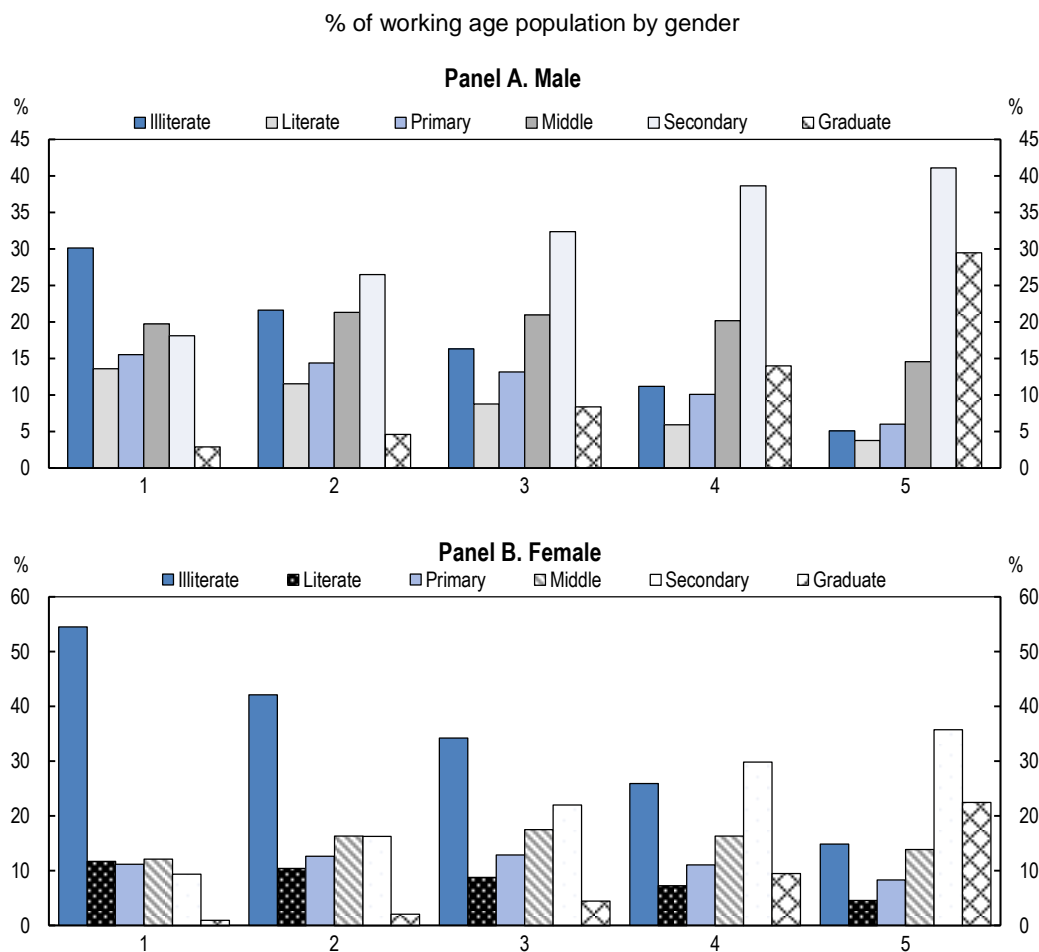 % of working age population by gender
Panel A. Male
% %
Illiterate Literate Primary Middle Secondary Graduate
45 45
40 40
35 35
30 30
25 25
20 20
15 15
10 10
5 5
0 0
1 2 3 4 5
Panel B. Female
% %
Illiterate Literate Primary Middle Secondary Graduate
60 60
50 50
40 40
30 30
20 20
10 10
0 0
1 2 3 4 5